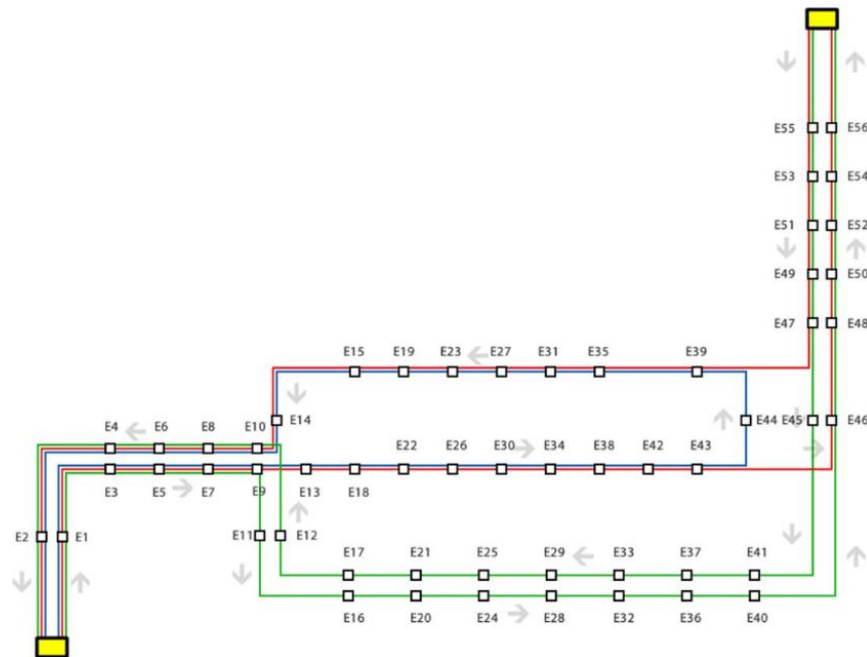 E55 E56
E53 E54
E51 E52
E49 E50
E47 E48
E15 E19 E23 E27 E31 E35 E39
E4 E6 E8 E10 E14 E44 E45 E46
E22 E26 E30 E34 E38 E42 E43
E3 E5 E7 E9 E13 E18
E2 E1 E11 E12
E17 E21 E25 E29 E33 E37 E41
E16 E20 E24 E28 E32 E36 E40